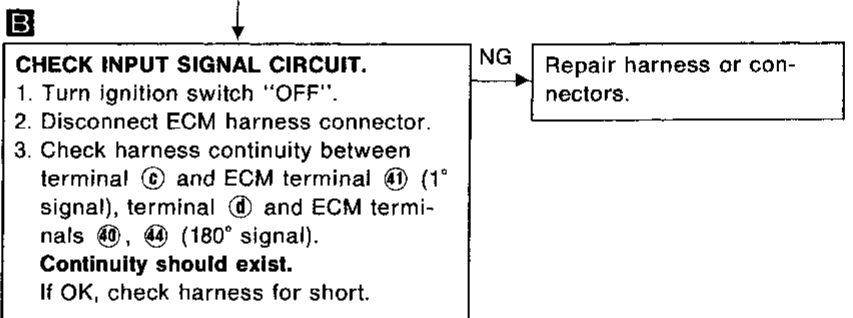 B
CHECK INPUT SIGNAL CIRCUIT.
1. Turn ignition switch "OFF".
2. Disconnect ECM harness connector.
3. Check harness continuity between
terminal ⓒ and ECM terminal ㊶ (1°
signal), terminal ⓓ and ECM termi-
nals ㊵, ㊹ (180° signal).
Continuity should exist.
If OK, check harness for short.
NG
Repair harness or con-
nectors.